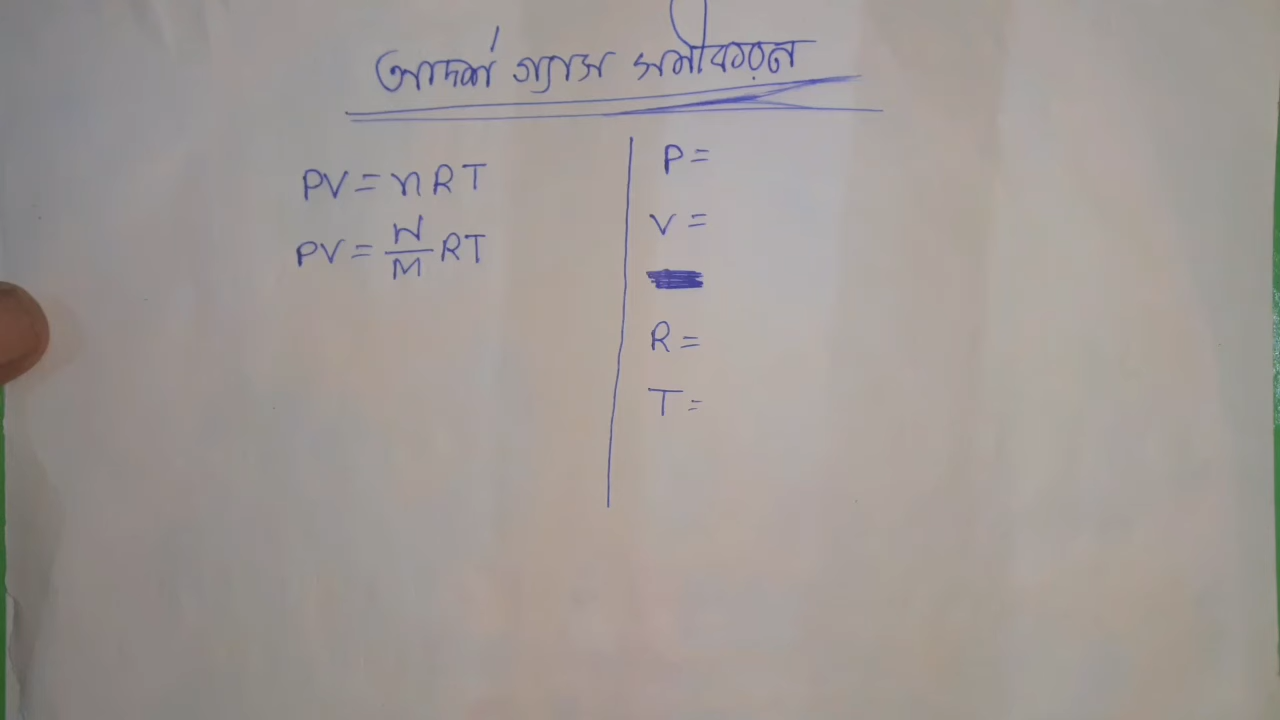 আদর্শ গ্যাস সমীকরণ
PV = nRT
PV = W/M RT
P =
V =
R =
T =